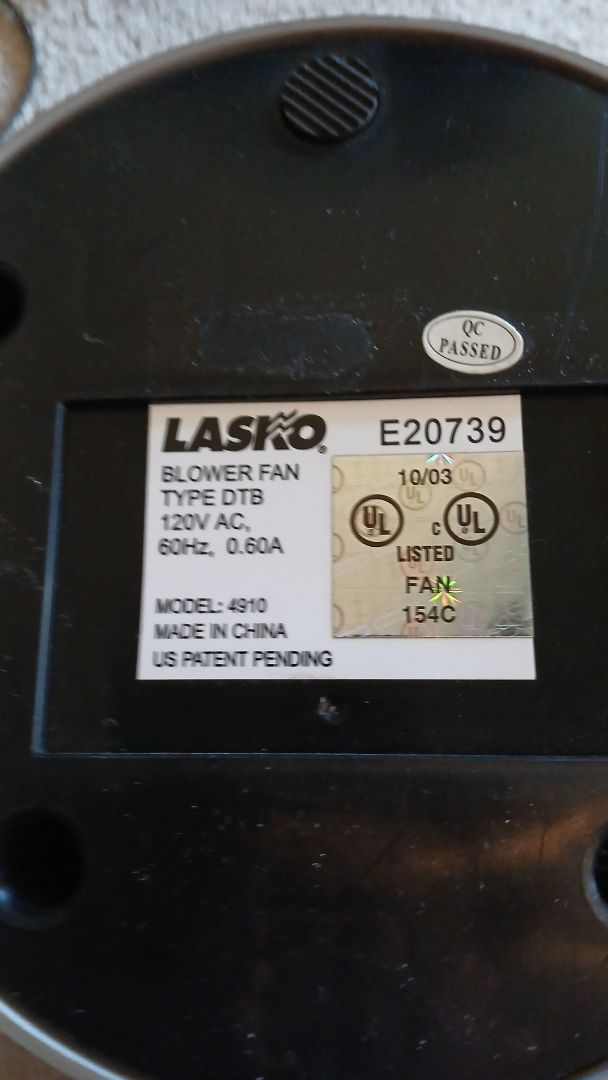 QC
PASSED
LASKO®
E20739
BLOWER FAN
TYPE DTB
120V AC,
60Hz, 0.60A
MODEL: 4910
MADE IN CHINA
US PATENT PENDING
10/03
UL
C UL
LISTED
FAN
154C